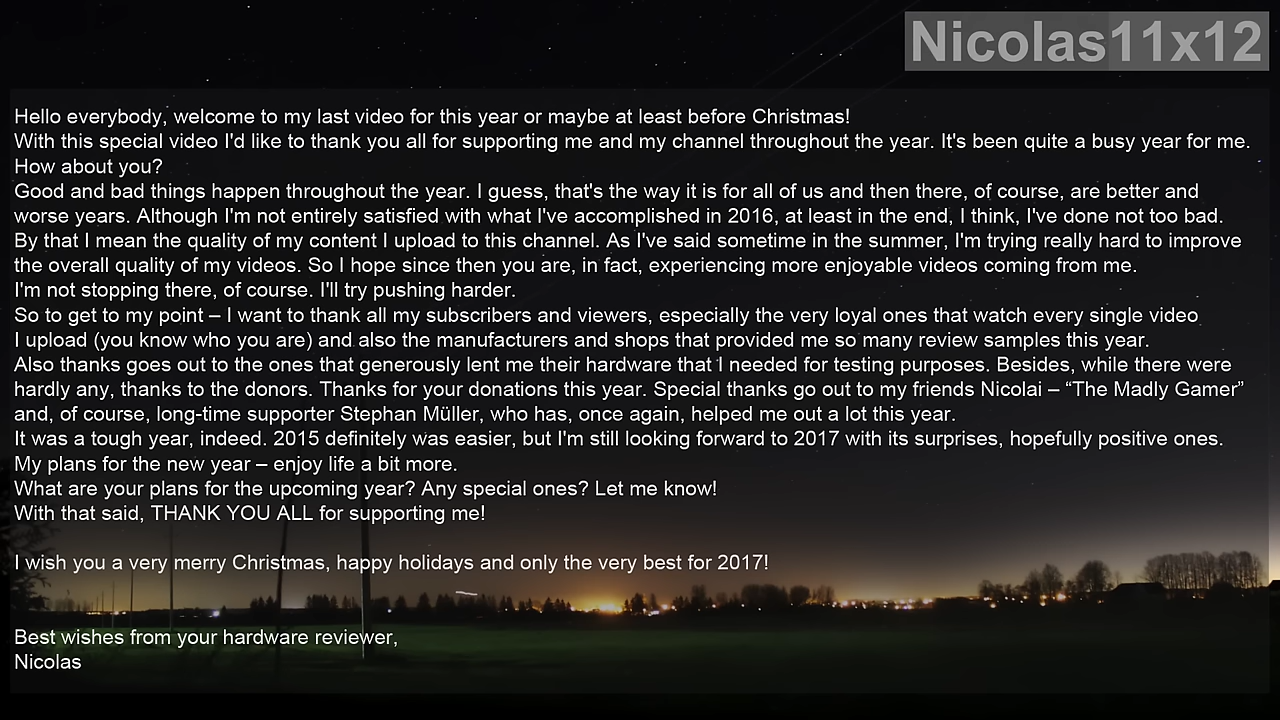 Nicolas11x12
Hello everybody, welcome to my last video for this year or maybe at least before Christmas!
With this special video I'd like to thank you all for supporting me and my channel throughout the year. It's been quite a busy year for me.
How about you?
Good and bad things happen throughout the year. I guess, that's the way it is for all of us and then there, of course, are better and
worse years. Although I'm not entirely satisfied with what I've accomplished in 2016, at least in the end, I think, I've done not too bad.
By that I mean the quality of my content I upload to this channel. As I've said sometime in the summer, I'm trying really hard to improve
the overall quality of my videos. So I hope since then you are, in fact, experiencing more enjoyable videos coming from me.
I'm not stopping there, of course. I'll try pushing harder.
So to get to my point – I want to thank all my subscribers and viewers, especially the very loyal ones that watch every single video
I upload (you know who you are) and also the manufacturers and shops that provided me so many review samples this year.
Also thanks goes out to the ones that generously lent me their hardware that I needed for testing purposes. Besides, while there were
hardly any, thanks to the donors. Thanks for your donations this year. Special thanks go out to my friends Nicolai – “The Madly Gamer”
and, of course, long-time supporter Stephan Müller, who has, once again, helped me out a lot this year.
It was a tough year, indeed. 2015 definitely was easier, but I'm still looking forward to 2017 with its surprises, hopefully positive ones.
My plans for the new year – enjoy life a bit more.
What are your plans for the upcoming year? Any special ones? Let me know!
With that said, THANK YOU ALL for supporting me!
I wish you a very merry Christmas, happy holidays and only the very best for 2017!
Best wishes from your hardware reviewer,
Nicolas